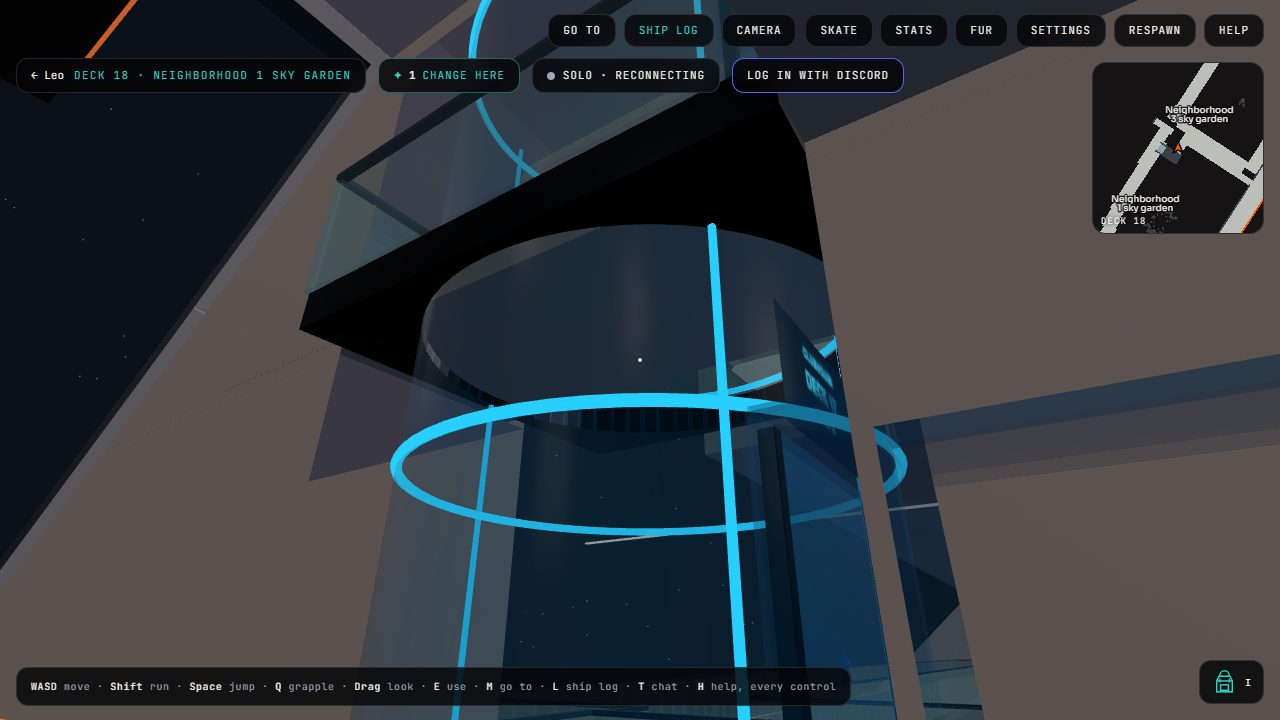 GO TO
SHIP LOG
CAMERA
SKATE
STATS
FUR
SETTINGS
RESPAWN
HELP
← Leo DECK 18 · NEIGHBORHOOD 1 SKY GARDEN
✦ 1 CHANGE HERE
SOLO · RECONNECTING
LOG IN WITH DISCORD
Neighborhood
3 sky garden
Neighborhood
1 sky garden
DECK 18
WASD move · Shift run · Space jump · Q grapple · Drag look · E use · M go to · L ship log · T chat · H help, every control
I